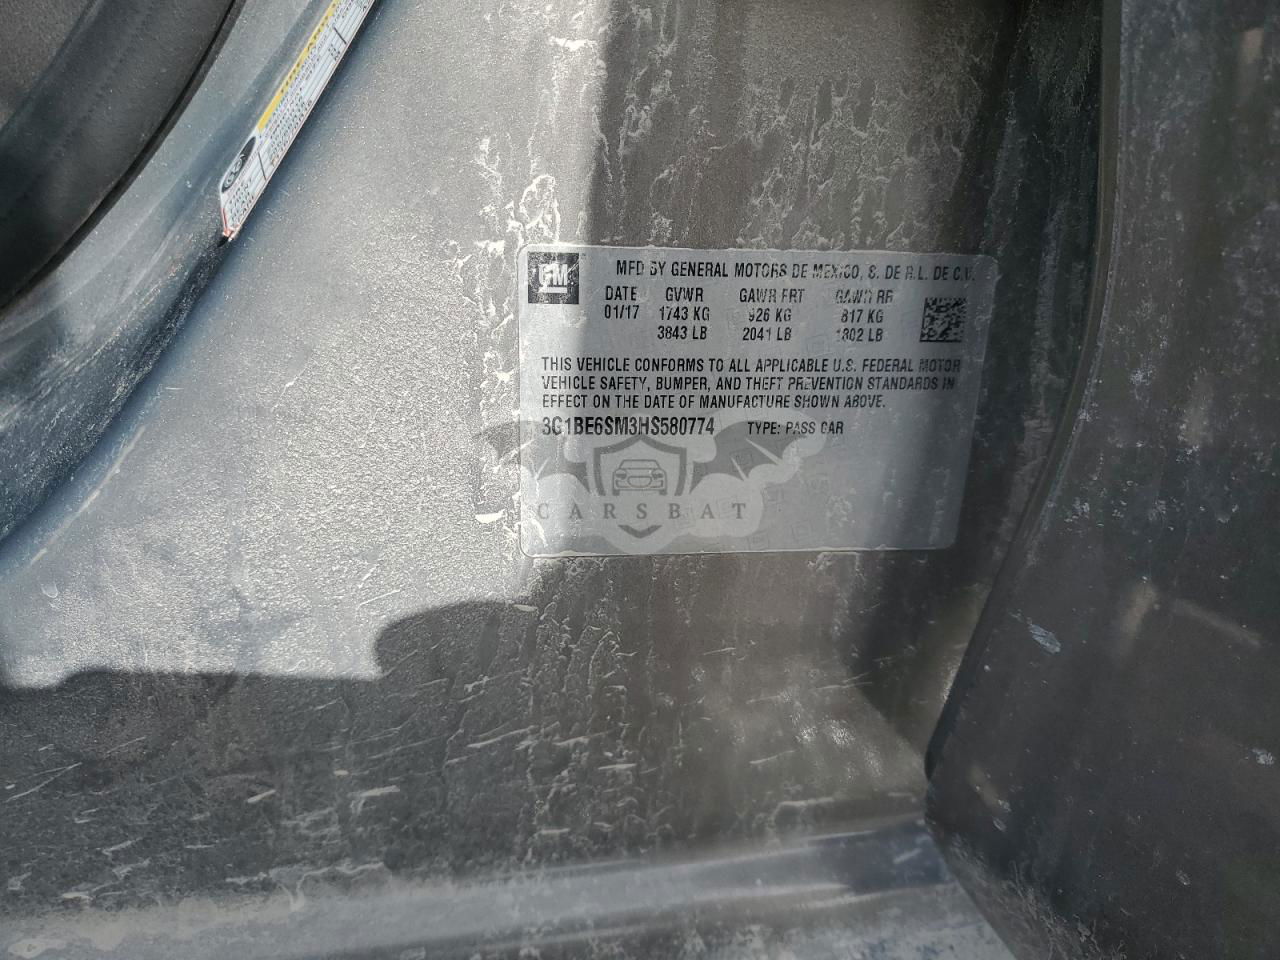 GM
MFD BY GENERAL MOTORS DE MEXICO, S. DE R.L. DE C.V.
DATE GVWR GAWR FRT GAWR RR
01/17 1743 KG 926 KG 817 KG
3843 LB 2041 LB 1802 LB
THIS VEHICLE CONFORMS TO ALL APPLICABLE U.S. FEDERAL MOTOR
VEHICLE SAFETY, BUMPER, AND THEFT PREVENTION STANDARDS IN
EFFECT ON THE DATE OF MANUFACTURE SHOWN ABOVE.
3G1BE6SM3HS580774 TYPE: PASS CAR
CARSBAT